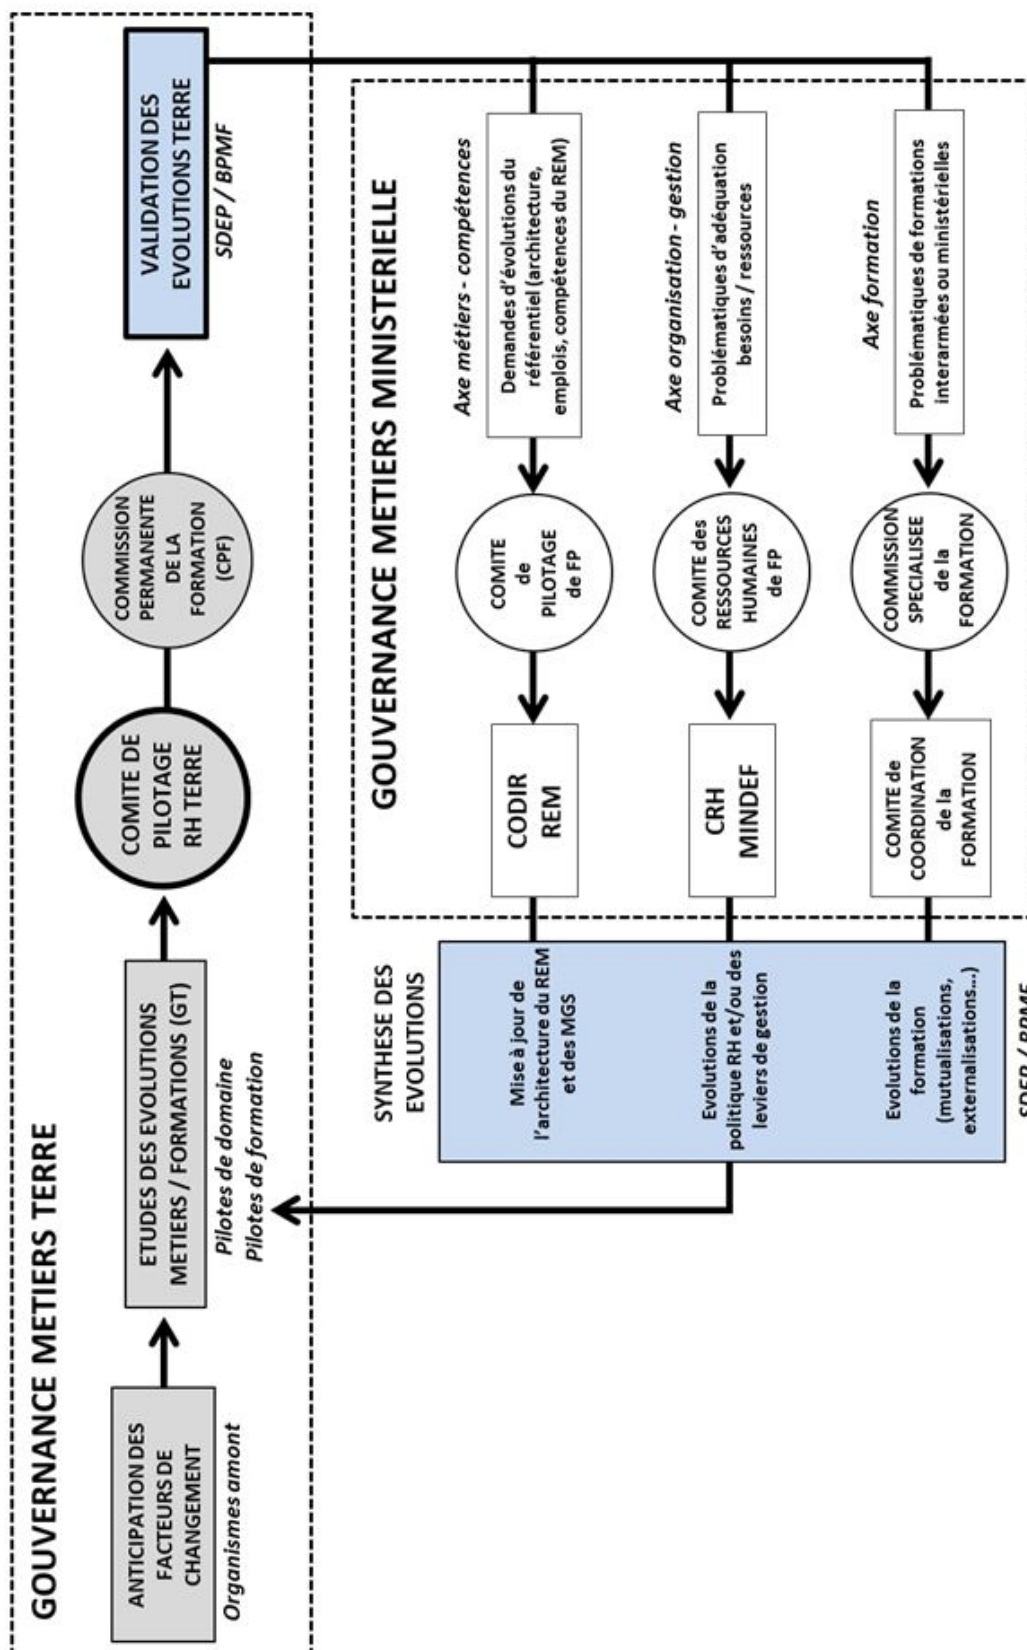 GOUVERNANCE METIERS TERRE
ANTICIPATION DES
FACTEURS DE
CHANGEMENT
Organismes amont
ETUDES DES EVOLUTIONS
METIERS / FORMATIONS (GT)
Pilotes de domaine
Pilotes de formation
COMITE DE
PILOTAGE
RH TERRE
COMMISSION
PERMANENTE
DE LA
FORMATION
(CPF)
VALIDATION DES
EVOLUTIONS TERRE
SDEP / BPMF
GOUVERNANCE METIERS MINISTERIELLE
Axe métiers - compétences
Demandes d'évolutions du
référentiel (architecture,
emplois, compétences du REM)
COMITE
de
PILOTAGE
de FP
CODIR
REM
Axe organisation - gestion
Problématiques d'adéquation
besoins / ressources
COMITE des
RESSOURCES
HUMAINES
de FP
CRH
MINDEF
Axe formation
Problématiques de formations
interarmées ou ministérielles
COMMISSION
SPECIALISEE
de la
FORMATION
COMITE de
COORDINATION
de la
FORMATION
SYNTHESE DES
EVOLUTIONS
Mise à jour de
l'architecture du REM
et des MGS
Evolutions de la
politique RH et/ou des
leviers de gestion
Evolutions de la
formation
(mutualisations,
externalisations...)
SDEP / BPMF